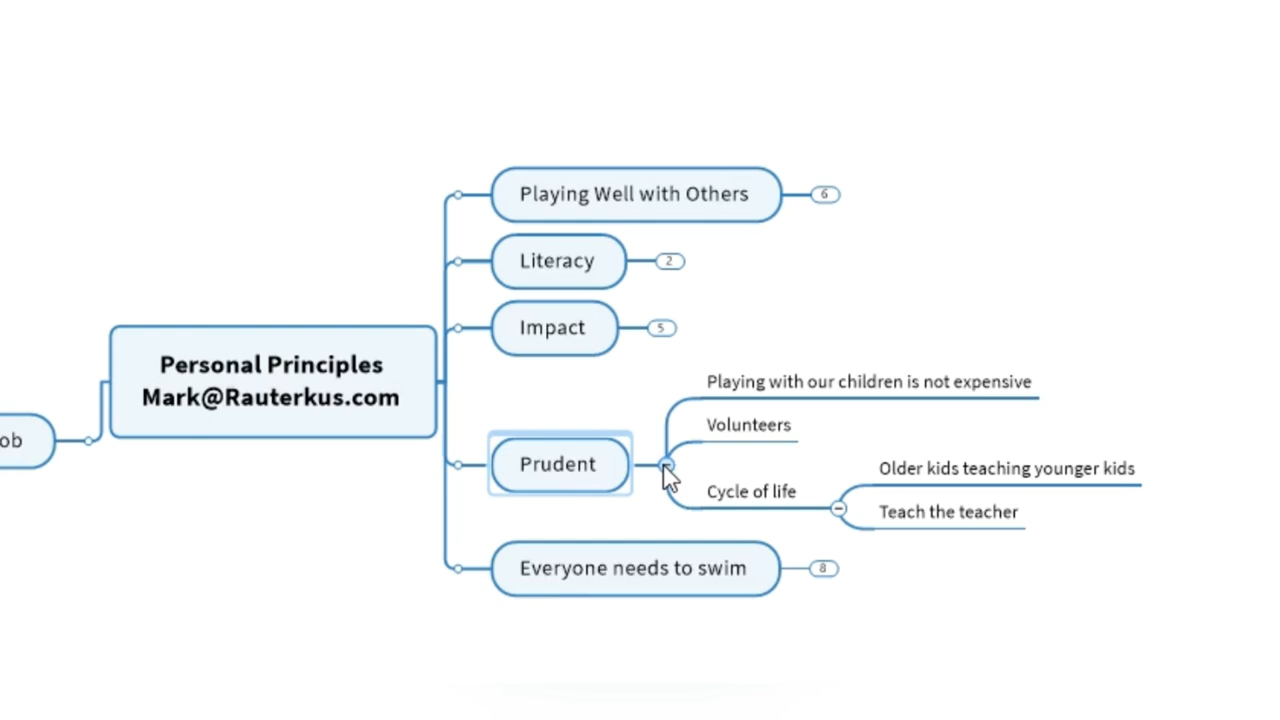 Playing Well with Others
6
Literacy
2
Impact
5
Personal Principles
Mark@Rauterkus.com
ob
Playing with our children is not expensive
Volunteers
Prudent
Cycle of life
Older kids teaching younger kids
Teach the teacher
Everyone needs to swim
8